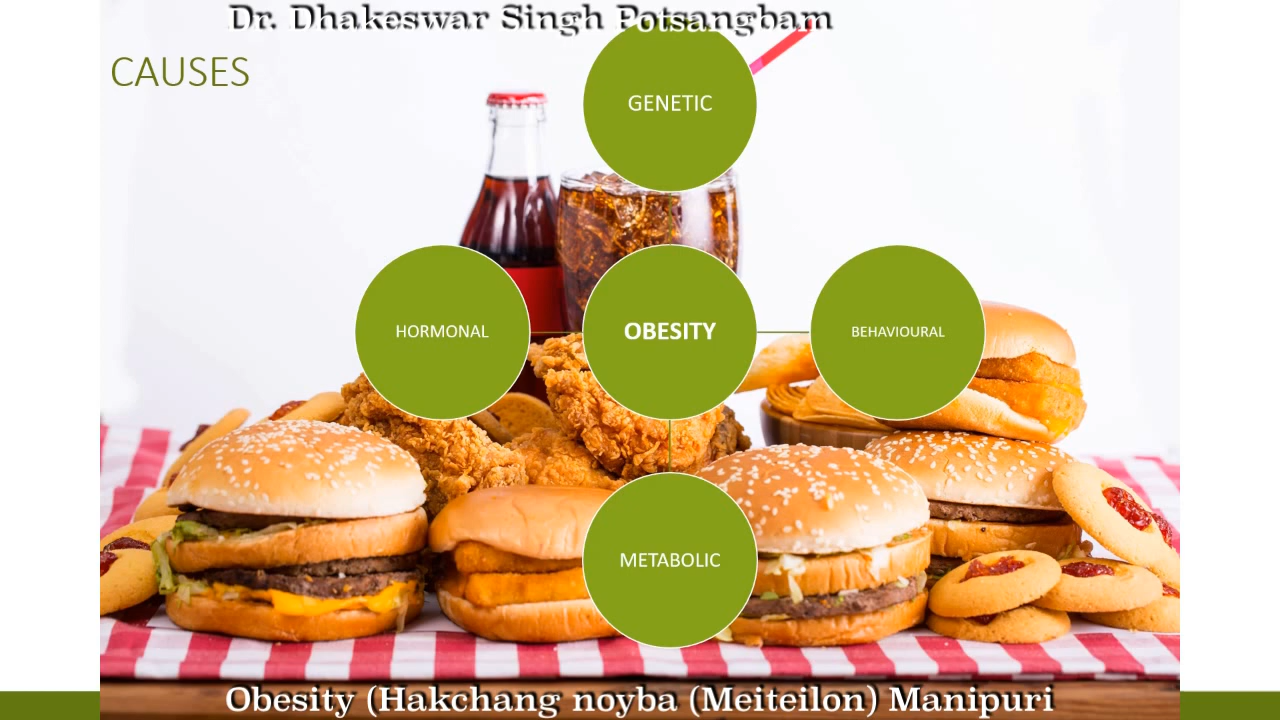 Dr. Dhakeswar Singh Potsangbam
CAUSES
GENETIC
HORMONAL
OBESITY
BEHAVIOURAL
METABOLIC
Obesity (Hakchang noyba (Meiteilon) Manipuri